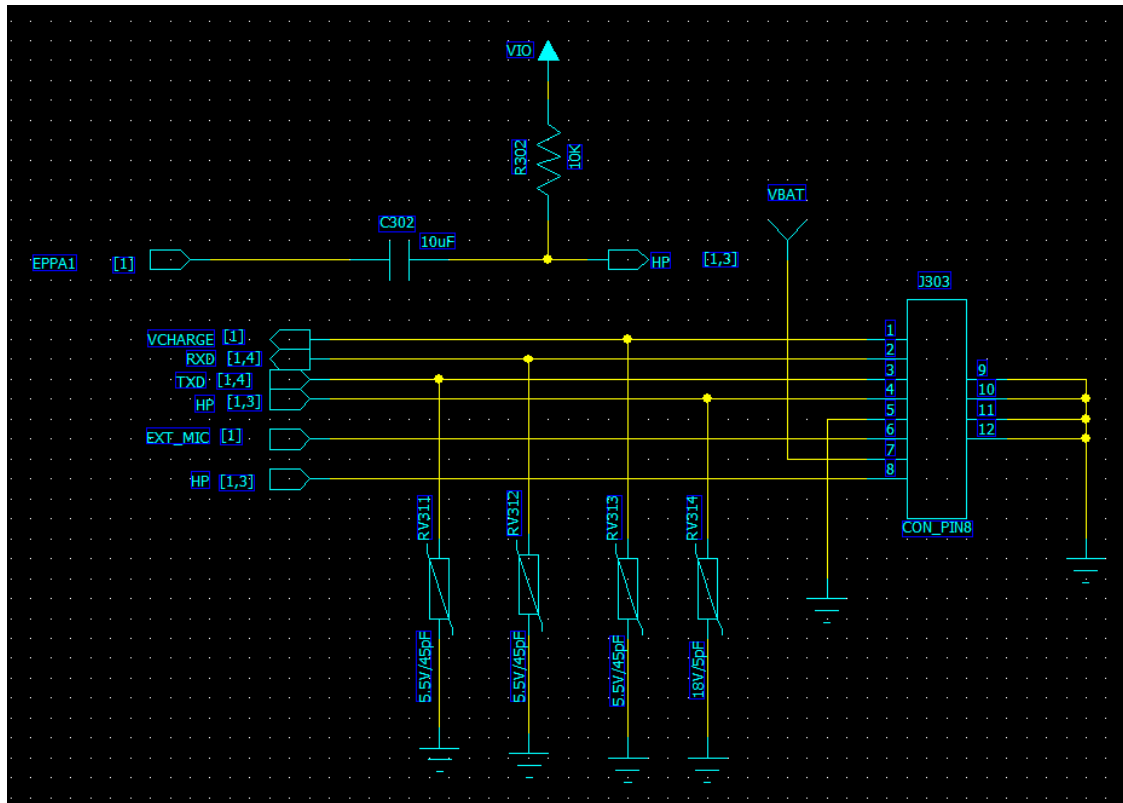 VIO
R302
10K
VBAT
C302
10uF
EPPA1 [1]
HP [1,3]
J303
VCHARGE [1]
1
RXD [1,4]
2
TXD [1,4]
3
9
HP [1,3]
4
10
5
11
EXT_MIC [1]
6
12
7
HP [1,3]
8
RV311
RV312
RV313
RV314
CON_PIN8
5.5V/45pF
5.5V/45pF
5.5V/45pF
18V/5pF